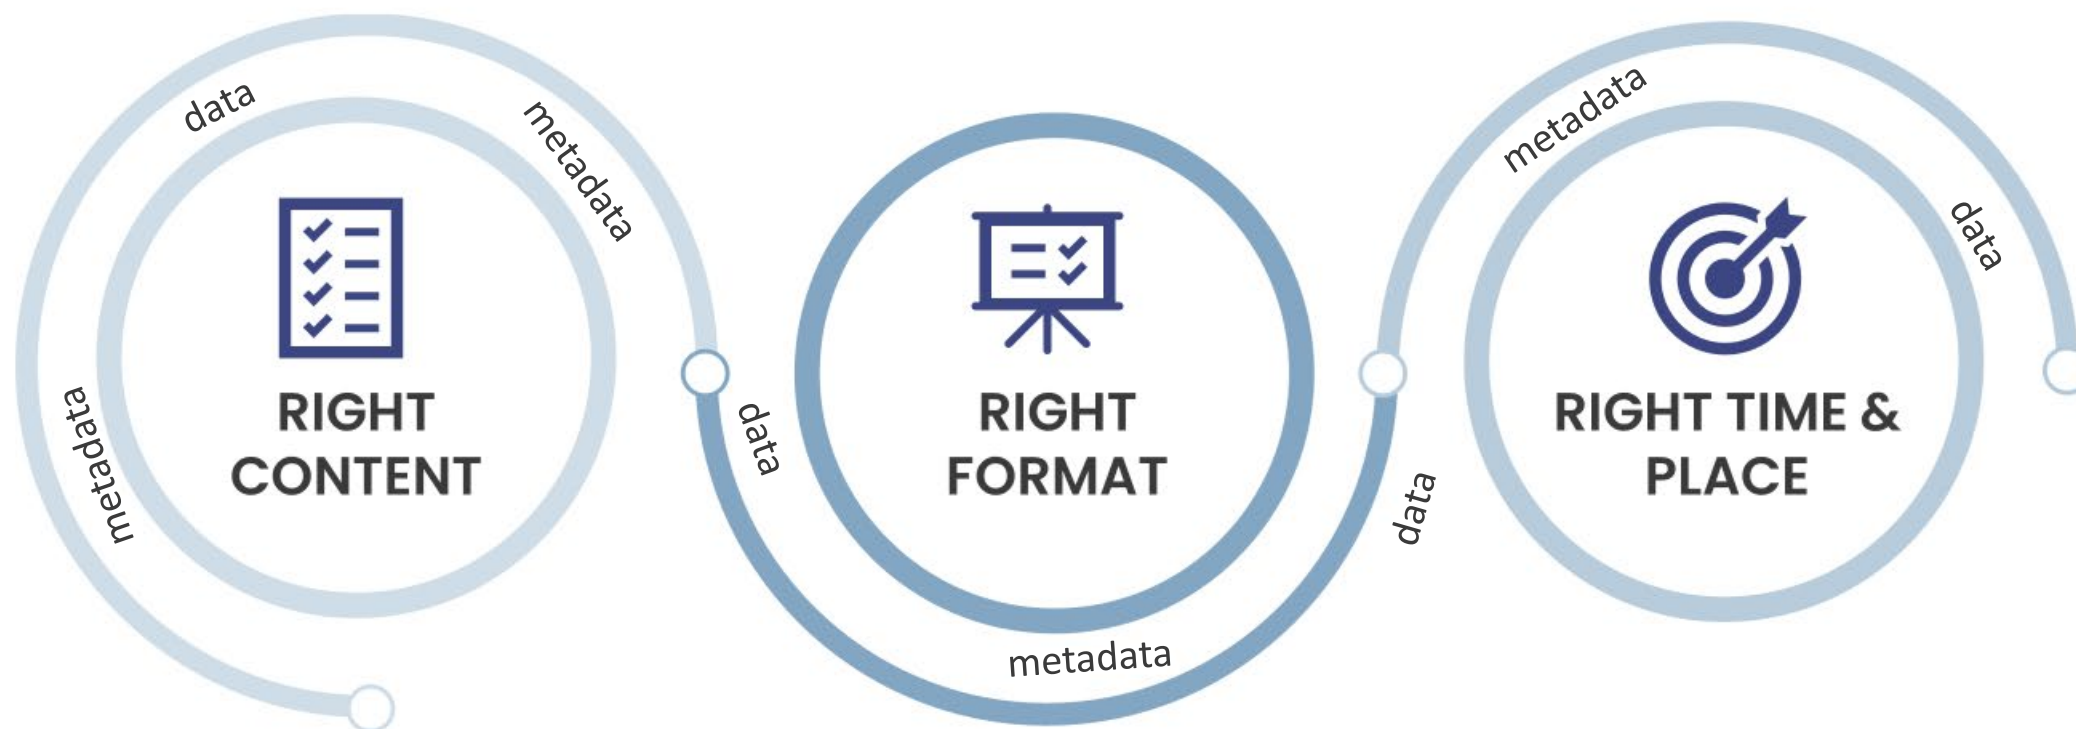 data
metadata
metadata
RIGHT
CONTENT
data
RIGHT
FORMAT
metadata
data
metadata
data
RIGHT TIME &
PLACE